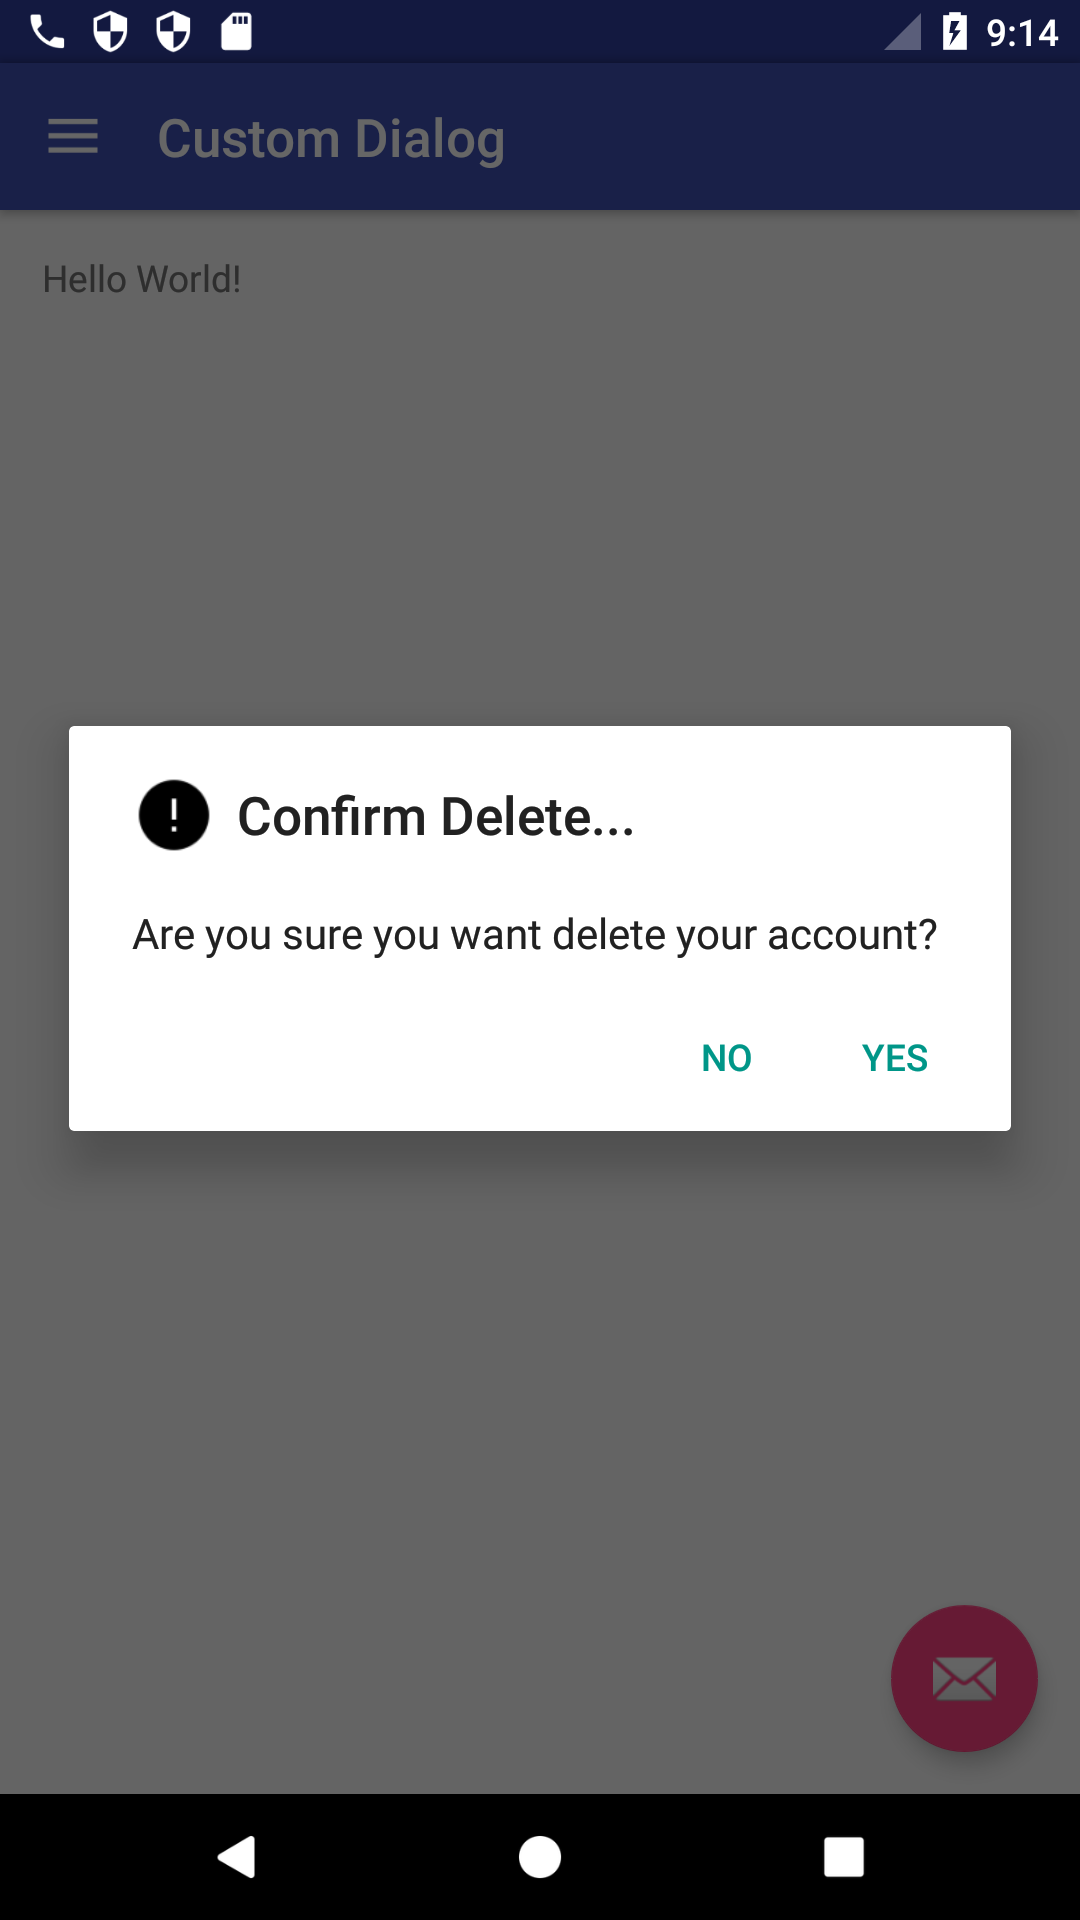 9:14
Custom Dialog
Hello World!
Confirm Delete...
Are you sure you want delete your account?
NO YES